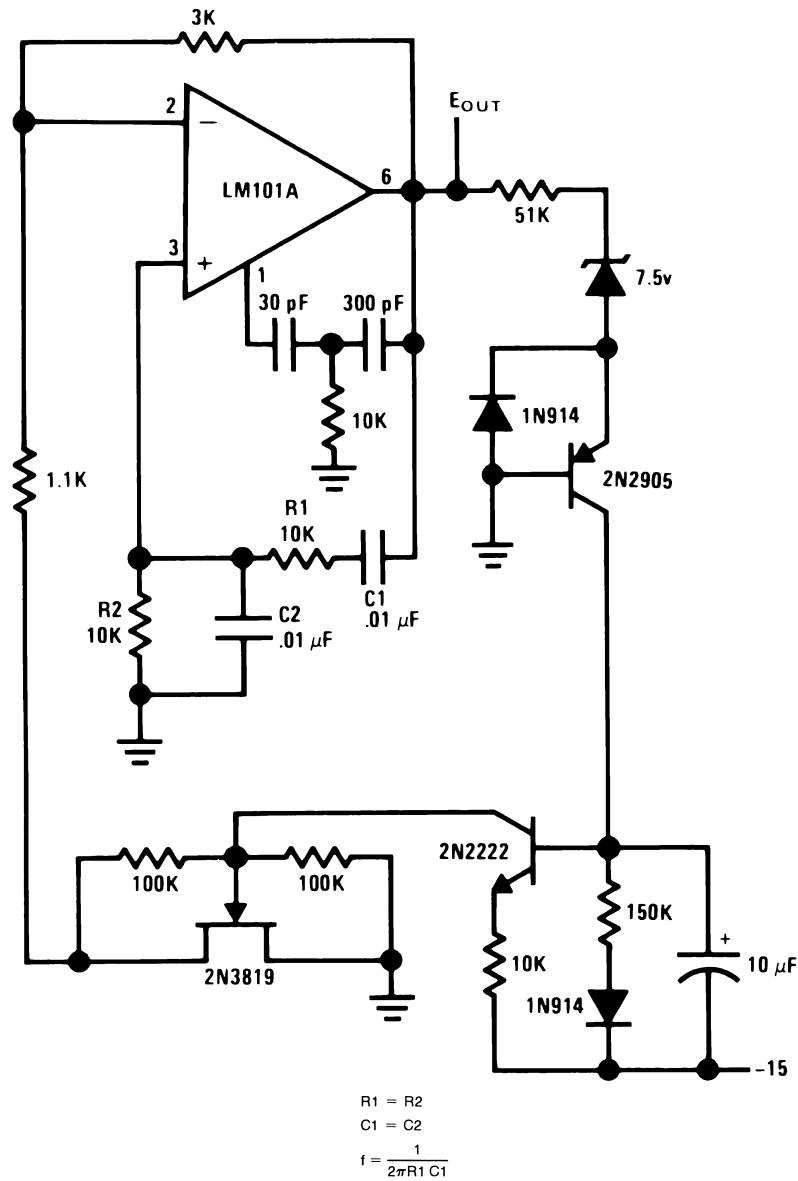 3K
2
−
LM101A
6
E_OUT
51K
7.5v
3
+
1
30 pF
300 pF
10K
1N914
2N2905
1.1K
R1
10K
C1
.01 μF
R2
10K
C2
.01 μF
2N2222
100K
100K
150K
2N3819
10K
1N914
+
10 μF
−15
R1 = R2
C1 = C2
f = 1 / 2πR1 C1